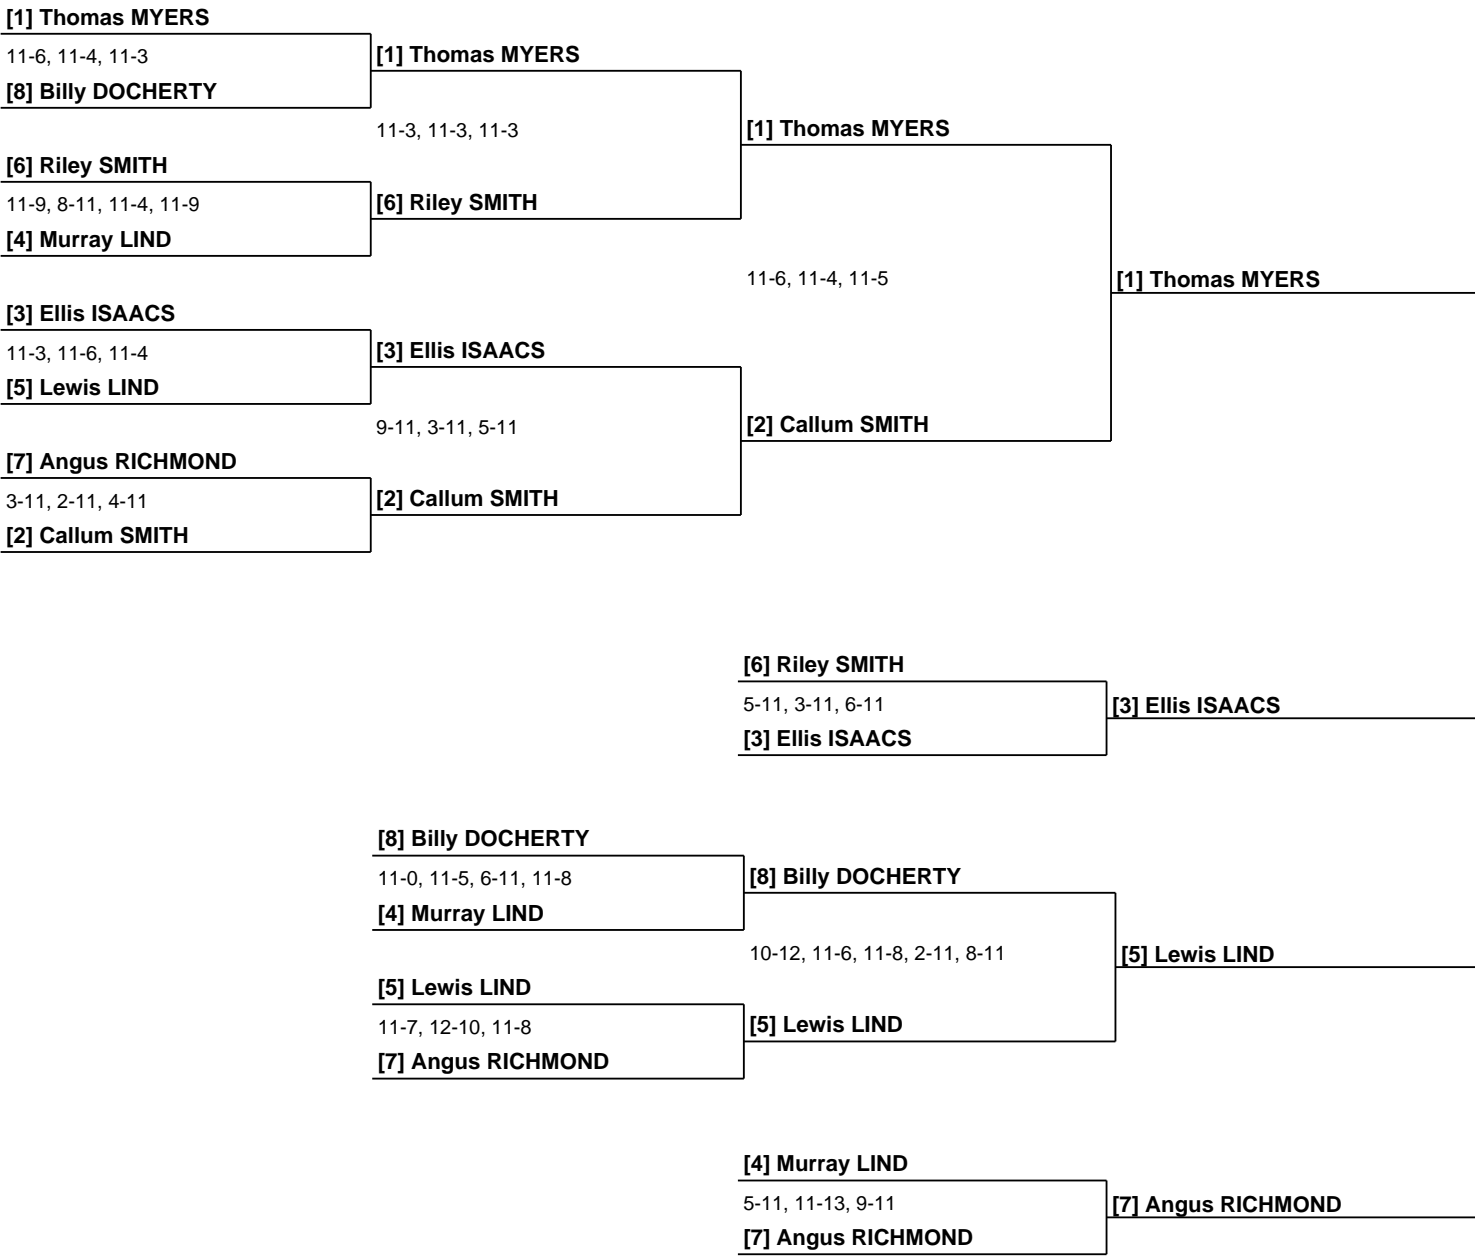 [1] Thomas MYERS
11-6, 11-4, 11-3
[8] Billy DOCHERTY
[1] Thomas MYERS
11-3, 11-3, 11-3
[6] Riley SMITH
11-9, 8-11, 11-4, 11-9
[4] Murray LIND
[6] Riley SMITH
[1] Thomas MYERS
11-6, 11-4, 11-5
[1] Thomas MYERS
[3] Ellis ISAACS
11-3, 11-6, 11-4
[5] Lewis LIND
[3] Ellis ISAACS
9-11, 3-11, 5-11
[2] Callum SMITH
[7] Angus RICHMOND
3-11, 2-11, 4-11
[2] Callum SMITH
[2] Callum SMITH
[6] Riley SMITH
5-11, 3-11, 6-11
[3] Ellis ISAACS
[3] Ellis ISAACS
[8] Billy DOCHERTY
11-0, 11-5, 6-11, 11-8
[4] Murray LIND
[8] Billy DOCHERTY
10-12, 11-6, 11-8, 2-11, 8-11
[5] Lewis LIND
[5] Lewis LIND
11-7, 12-10, 11-8
[7] Angus RICHMOND
[5] Lewis LIND
[4] Murray LIND
5-11, 11-13, 9-11
[7] Angus RICHMOND
[7] Angus RICHMOND